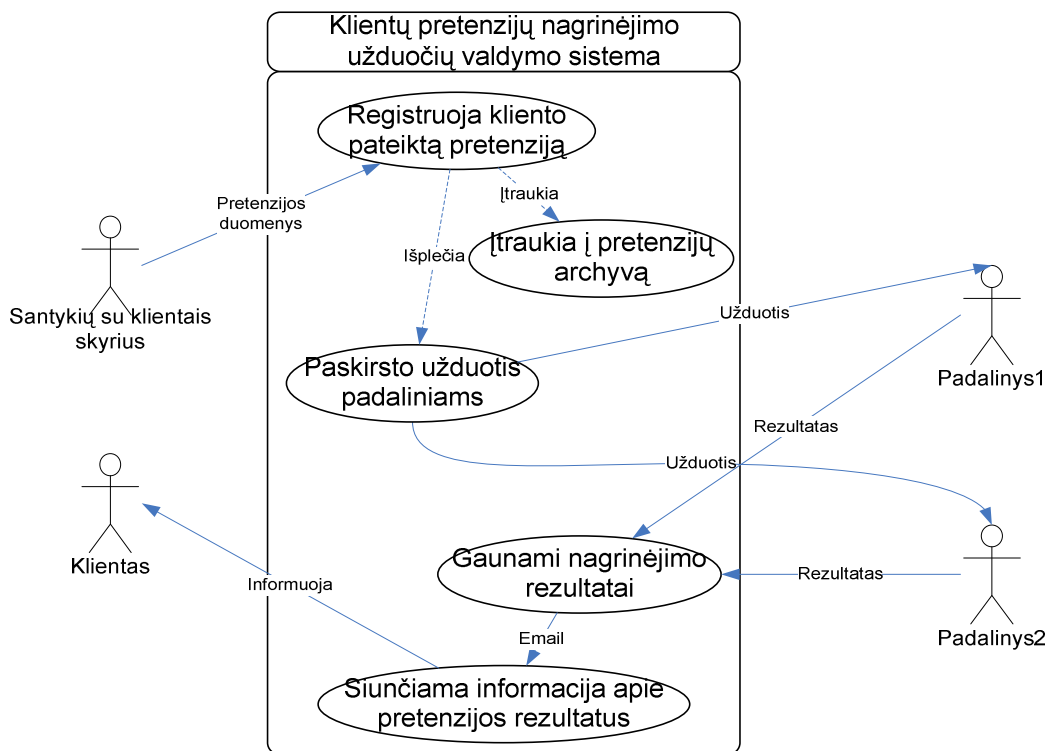 Klientų pretenzijų nagrinėjimo
užduočių valdymo sistema
Registruoja kliento
pateiktą pretenziją
Pretenzijos
duomenys
Įtraukia
Įtraukia į pretenzijų
archyvą
Išplečia
Santykių su klientais
skyrius
Užduotis
Paskirsto užduotis
padaliniams
Padalinys1
Rezultatas
Užduotis
Klientas
Gaunami nagrinėjimo
rezultatai
Rezultatas
Informuoja
Email
Padalinys2
Siunčiama informacija apie
pretenzijos rezultatus